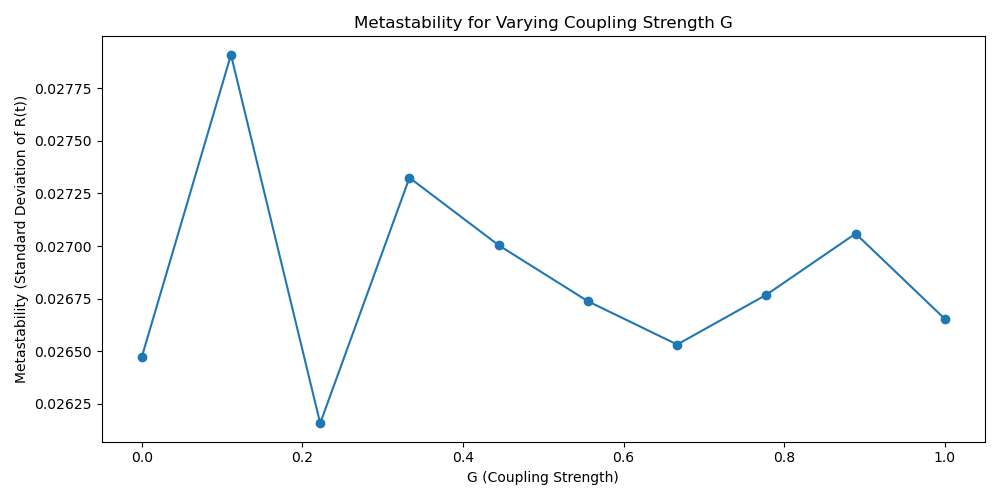 Metastability for Varying Coupling Strength G
Metastability (Standard Deviation of R(t))
0.02775
0.02750
0.02725
0.02700
0.02675
0.02650
0.02625
0.0 0.2 0.4 0.6 0.8 1.0
G (Coupling Strength)